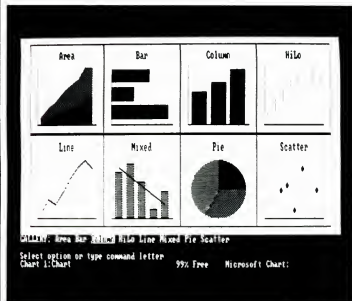 Area Bar Column HiLo
Line Mixed Pie Scatter
GALLERY: Area Bar Column HiLo Line Mixed Pie Scatter
Select option or type command letter
Chart 1:Chart 99% Free Microsoft Chart: